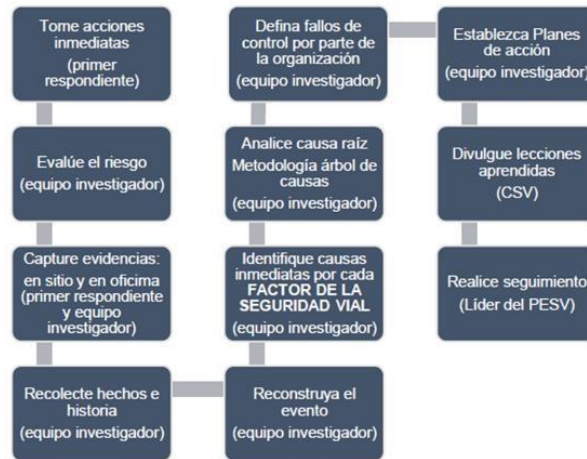 Tome acciones
inmediatas
(primer
respondiente)
Evalúe el riesgo
(equipo investigador)
Capture evidencias:
en sitio y en oficima
(primer respondiente
y equipo
investigador)
Recolecte hechos e
historia
(equipo investigador)
Reconstruya el
evento
(equipo investigador)
Identifique causas
inmediatas por cada
FACTOR DE LA
SEGURIDAD VIAL
(equipo investigador)
Analice causa raíz
Metodología árbol de
causas
(equipo investigador)
Defina fallos de
control por parte de
la organización
(equipo investigador)
Establezca Planes
de acción
(equipo investigador)
Divulgue lecciones
aprendidas
(CSV)
Realice seguimiento
(Líder del PESV)